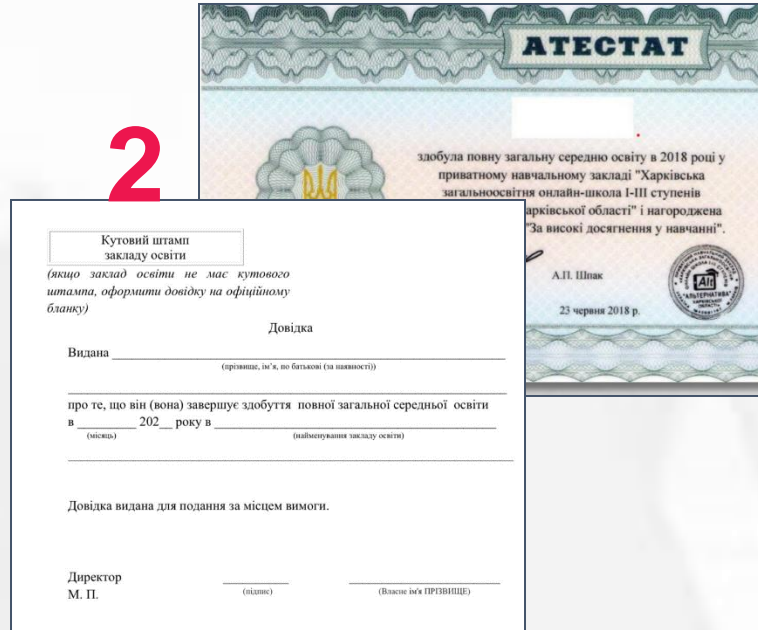 АТЕСТАТ
здобула повну загальну середню освіту в 2018 році у
приватному навчальному закладі "Харківська
загальноосвітня онлайн-школа І-ІІІ ступенів
арківської області" і нагороджена
"За високі досягнення у навчанні".
А.П. Шпак
23 червня 2018 р.
2
Кутовий штамп
закладу освіти
(якщо заклад освіти не має кутового
штампа, оформити довідку на офіційному
бланку)
Довідка
Видана
(прізвище, ім’я, по батькові (за наявності))
про те, що він (вона) завершує здобуття повної загальної середньої освіти
в _________ 202__ року в
(місяць) (найменування закладу освіти)
Довідка видана для подання за місцем вимоги.
Директор
М. П. (підпис) (Власне ім'я ПРІЗВИЩЕ)